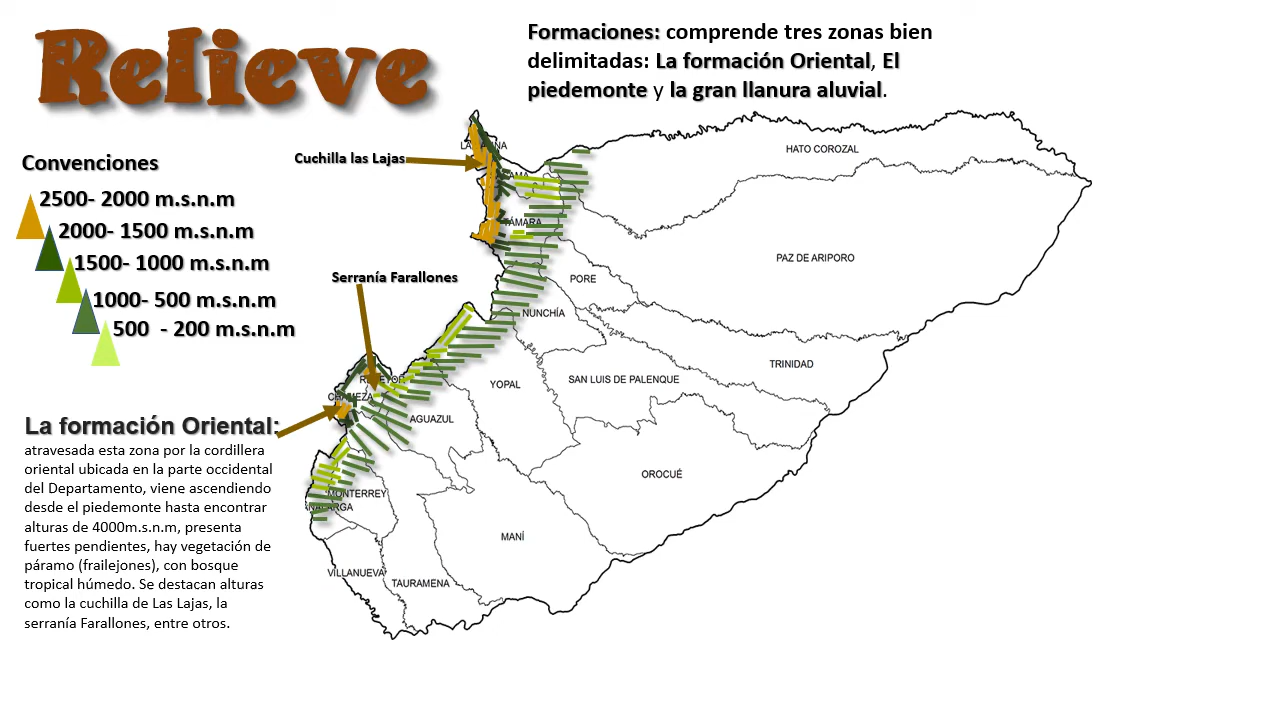 Relieve
Formaciones: comprende tres zonas bien
delimitadas: La formación Oriental, El
piedemonte y la gran llanura aluvial.
Convenciones
2500- 2000 m.s.n.m
2000- 1500 m.s.n.m
1500- 1000 m.s.n.m
1000- 500 m.s.n.m
500 - 200 m.s.n.m
Cuchilla las Lajas
Serranía Farallones
La formación Oriental:
atravesada esta zona por la cordillera
oriental ubicada en la parte occidental
del Departamento, viene ascendiendo
desde el piedemonte hasta encontrar
alturas de 4000m.s.n.m, presenta
fuertes pendientes, hay vegetación de
páramo (frailejones), con bosque
tropical húmedo. Se destacan alturas
como la cuchilla de Las Lajas, la
serranía Farallones, entre otros.
HATO COROZAL
TÁMARA
PAZ DE ARIPORO
PORE
NUNCHÍA
TRINIDAD
SAN LUIS DE PALENQUE
YOPAL
AGUAZUL
OROCUÉ
MONTERREY
MANÍ
VILLANUEVA
TAURAMENA